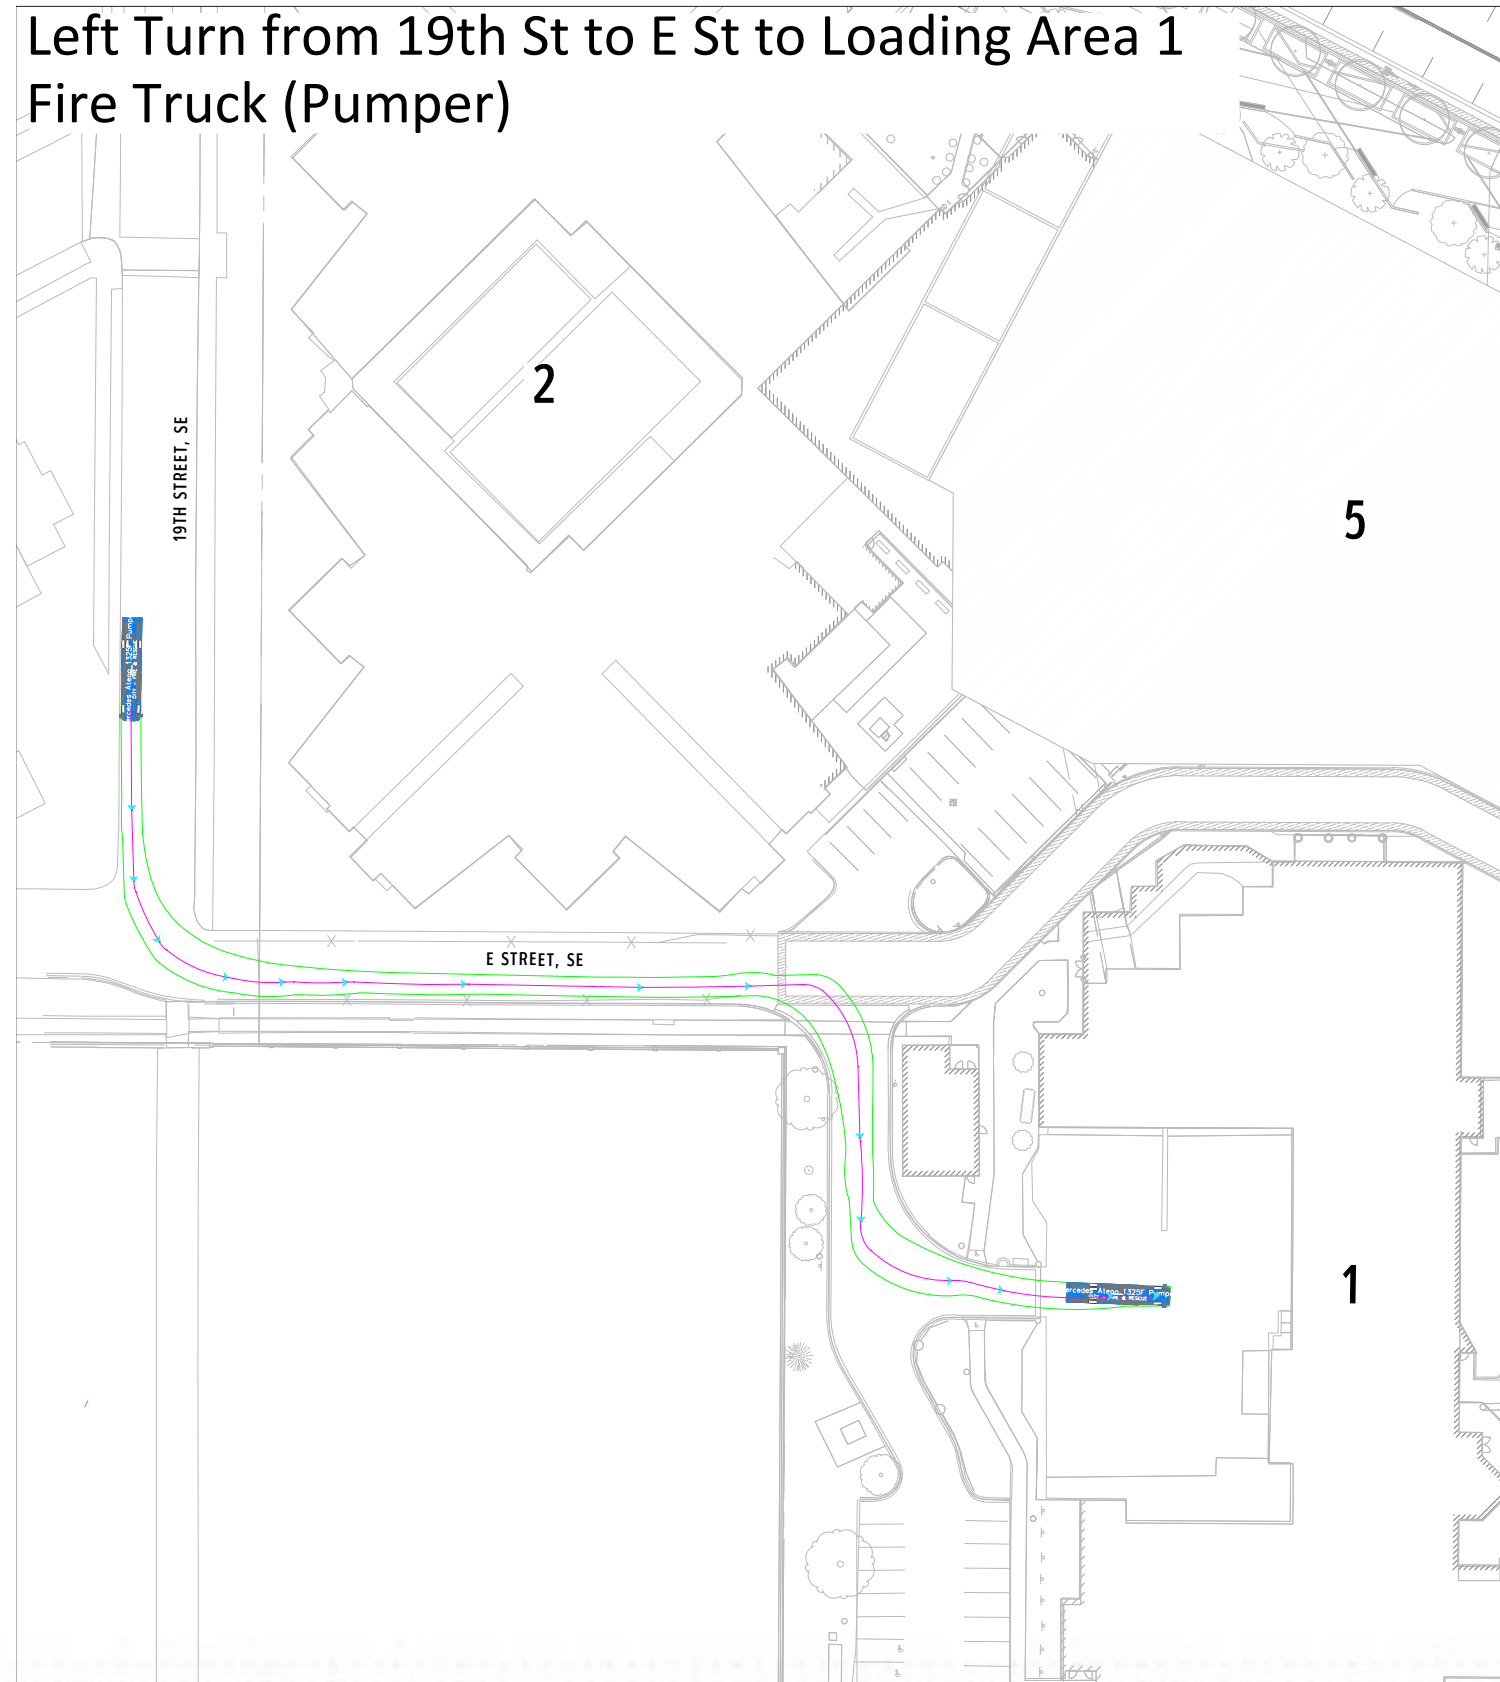 Left Turn from 19th St to E St to Loading Area 1
Fire Truck (Pumper)
2
5
19TH STREET, SE
E STREET, SE
1